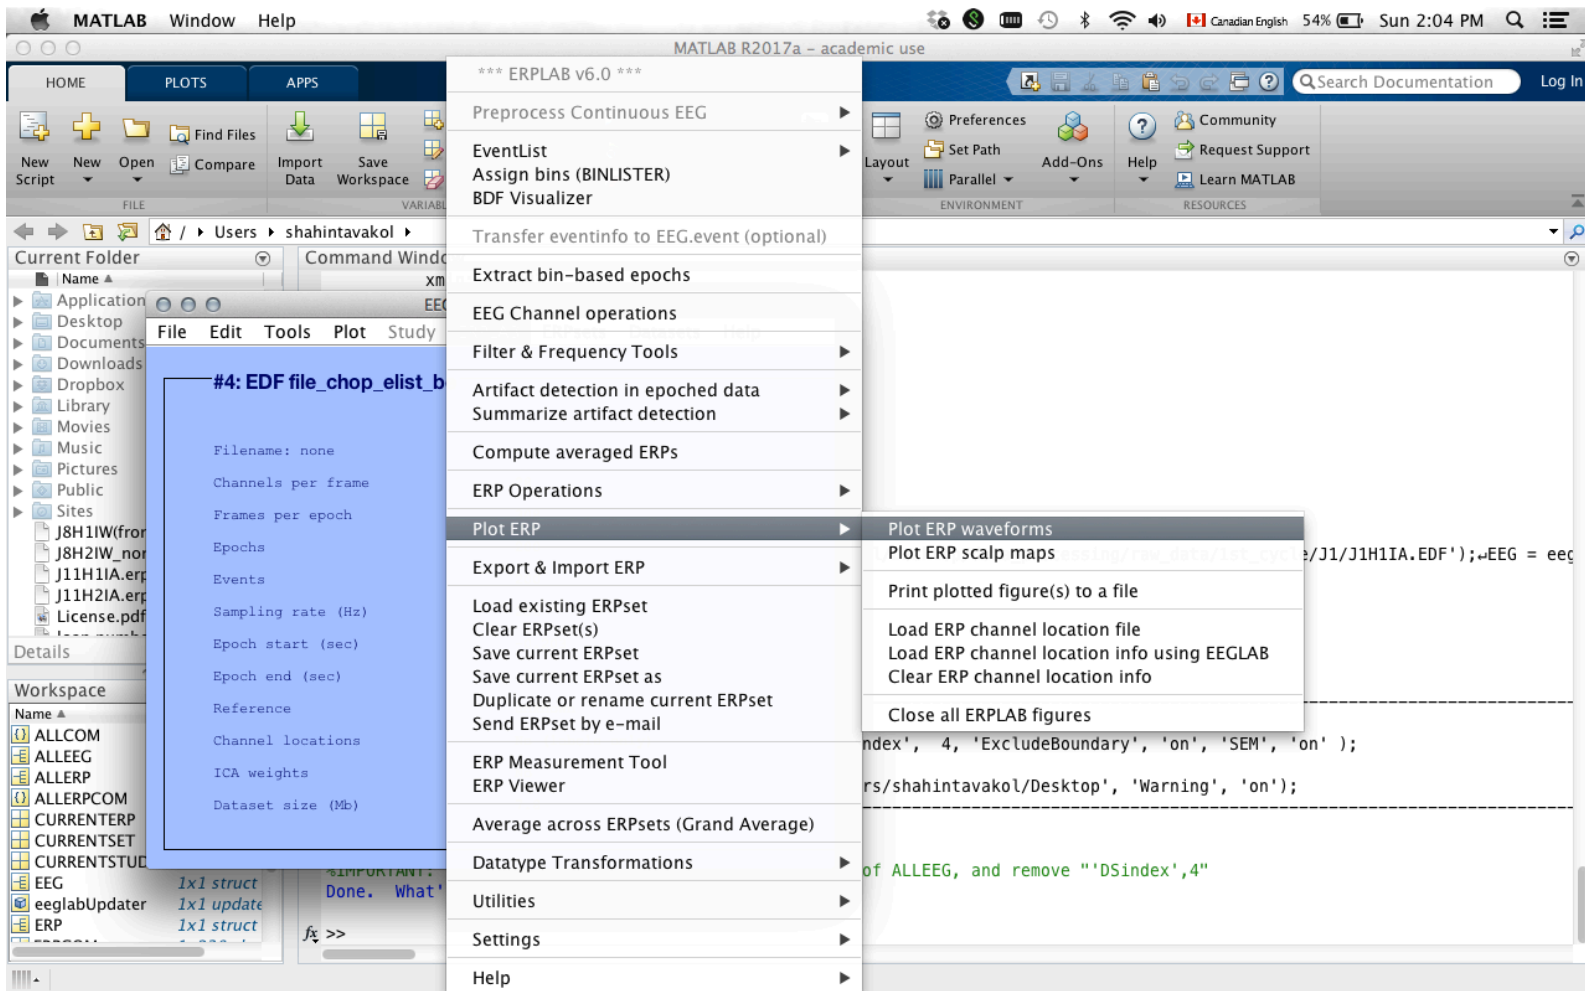 MATLAB Window Help
Canadian English 54% Sun 2:04 PM
MATLAB R2017a - academic use
HOME PLOTS APPS
Search Documentation Log In
New Script
New
Open
Find Files
Compare
Import Data
Save Workspace
FILE
Layout
Preferences
Set Path
Parallel
Add-Ons
ENVIRONMENT
Help
Community
Request Support
Learn MATLAB
RESOURCES
/ Users shahintavakol
Current Folder
Name
Desktop
Documents
Downloads
Dropbox
Library
Movies
Music
Pictures
Public
Sites
J11H1IA.erp
J11H2IA.erp
License.pdf
Details
Workspace
Name
ALLCOM
ALLEEG
ALLERP
ALLERPCOM
CURRENTERP
CURRENTSET
CURRENTSTUD
EEG 1x1 struct
eeglabUpdater 1x1 update
ERP 1x1 struct
File Edit Tools Plot Study
#4: EDF file_chop_elist_b
Filename: none
Channels per frame
Frames per epoch
Epochs
Events
Sampling rate (Hz)
Epoch start (sec)
Epoch end (sec)
Reference
Channel locations
ICA weights
Dataset size (Mb)
*** ERPLAB v6.0 ***
Preprocess Continuous EEG
EventList
Assign bins (BINLISTER)
BDF Visualizer
Transfer eventinfo to EEG.event (optional)
Extract bin-based epochs
EEG Channel operations
Filter & Frequency Tools
Artifact detection in epoched data
Summarize artifact detection
Compute averaged ERPs
ERP Operations
Plot ERP
Export & Import ERP
Load existing ERPset
Clear ERPset(s)
Save current ERPset
Save current ERPset as
Duplicate or rename current ERPset
Send ERPset by e-mail
ERP Measurement Tool
ERP Viewer
Average across ERPsets (Grand Average)
Datatype Transformations
Utilities
Settings
Help
Plot ERP waveforms
Plot ERP scalp maps
Print plotted figure(s) to a file
Load ERP channel location file
Load ERP channel location info using EEGLAB
Clear ERP channel location info
Close all ERPLAB figures
/J1/J1H1IA.EDF');↵EEG = eeg
ndex', 4, 'ExcludeBoundary', 'on', 'SEM', 'on' );
rs/shahintavakol/Desktop', 'Warning', 'on');
of ALLEEG, and remove "'DSindex',4"
Done. What'
fx >>